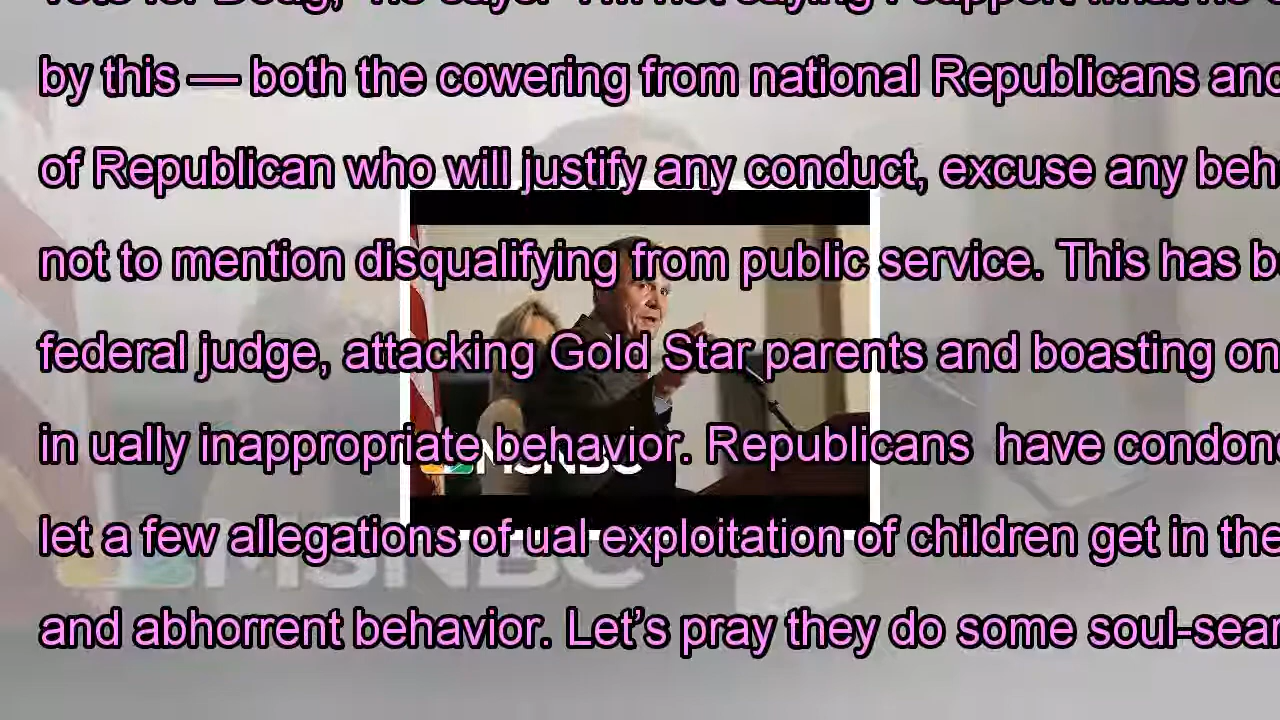 by this — both the cowering from national Republicans and
of Republican who will justify any conduct, excuse any beh
not to mention disqualifying from public service. This has b
federal judge, attacking Gold Star parents and boasting on
in ually inappropriate behavior. Republicans  have condon
let a few allegations of ual exploitation of children get in the
and abhorrent behavior. Let’s pray they do some soul-sear
MSNBC
MSNBC